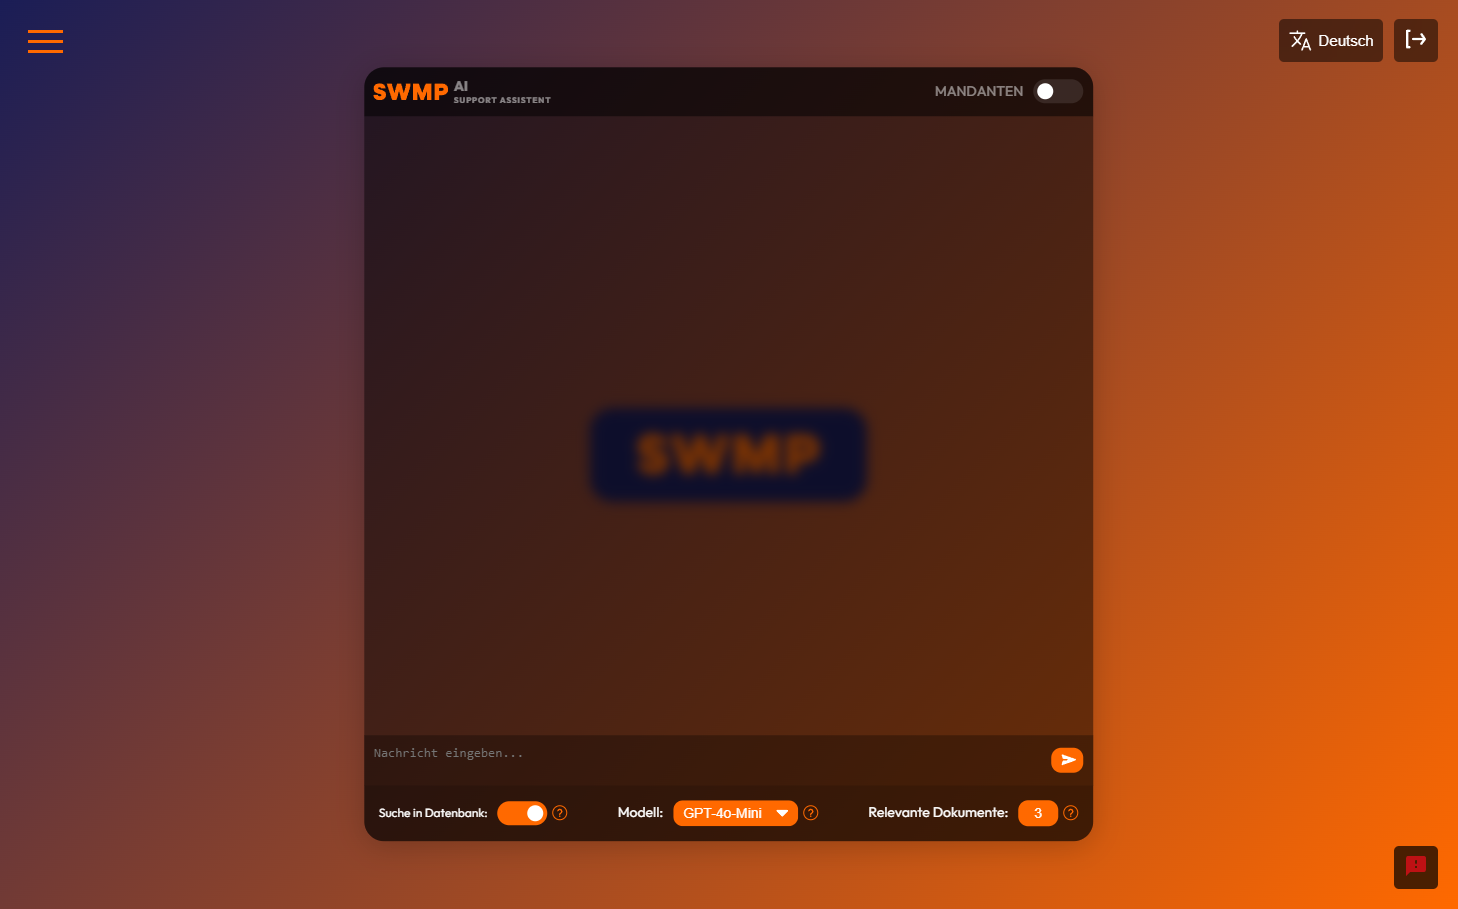 Deutsch
SWMP AI
SUPPORT ASSISTENT
MANDANTEN
SWMP
Nachricht eingeben...
Suche in Datenbank: ? Modell: GPT-4o-Mini ? Relevante Dokumente: 3 ?